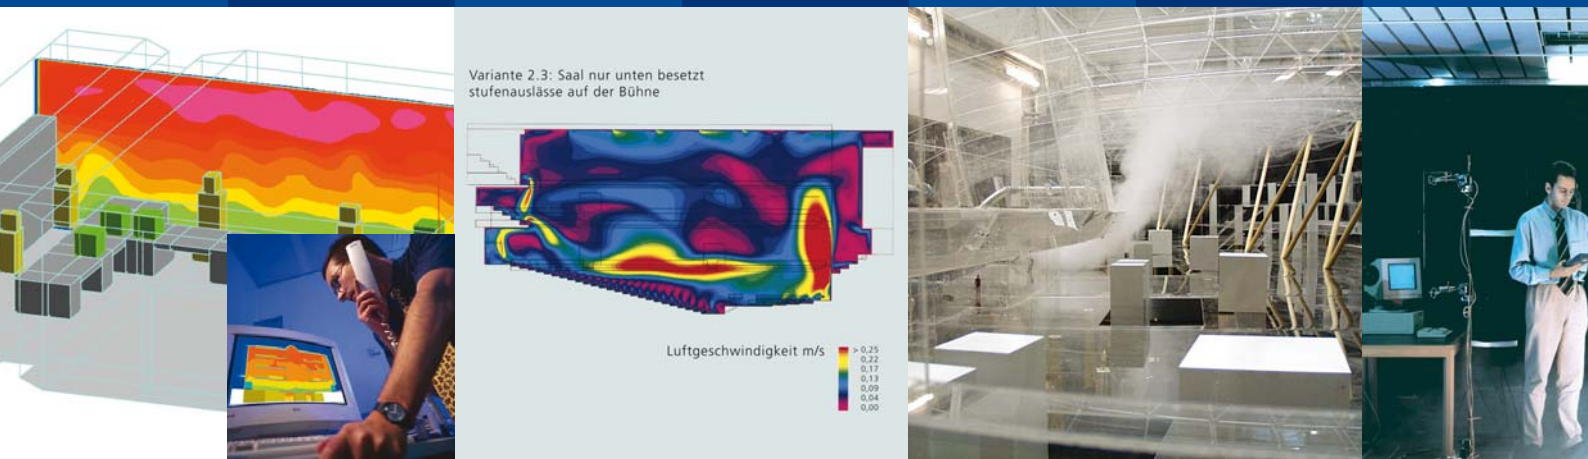 Variante 2.3: Saal nur unten besetzt
stufenauslässe auf der Bühne
Luftgeschwindigkeit m/s
> 0,25
0,22
0,17
0,13
0,09
0,04
0,00